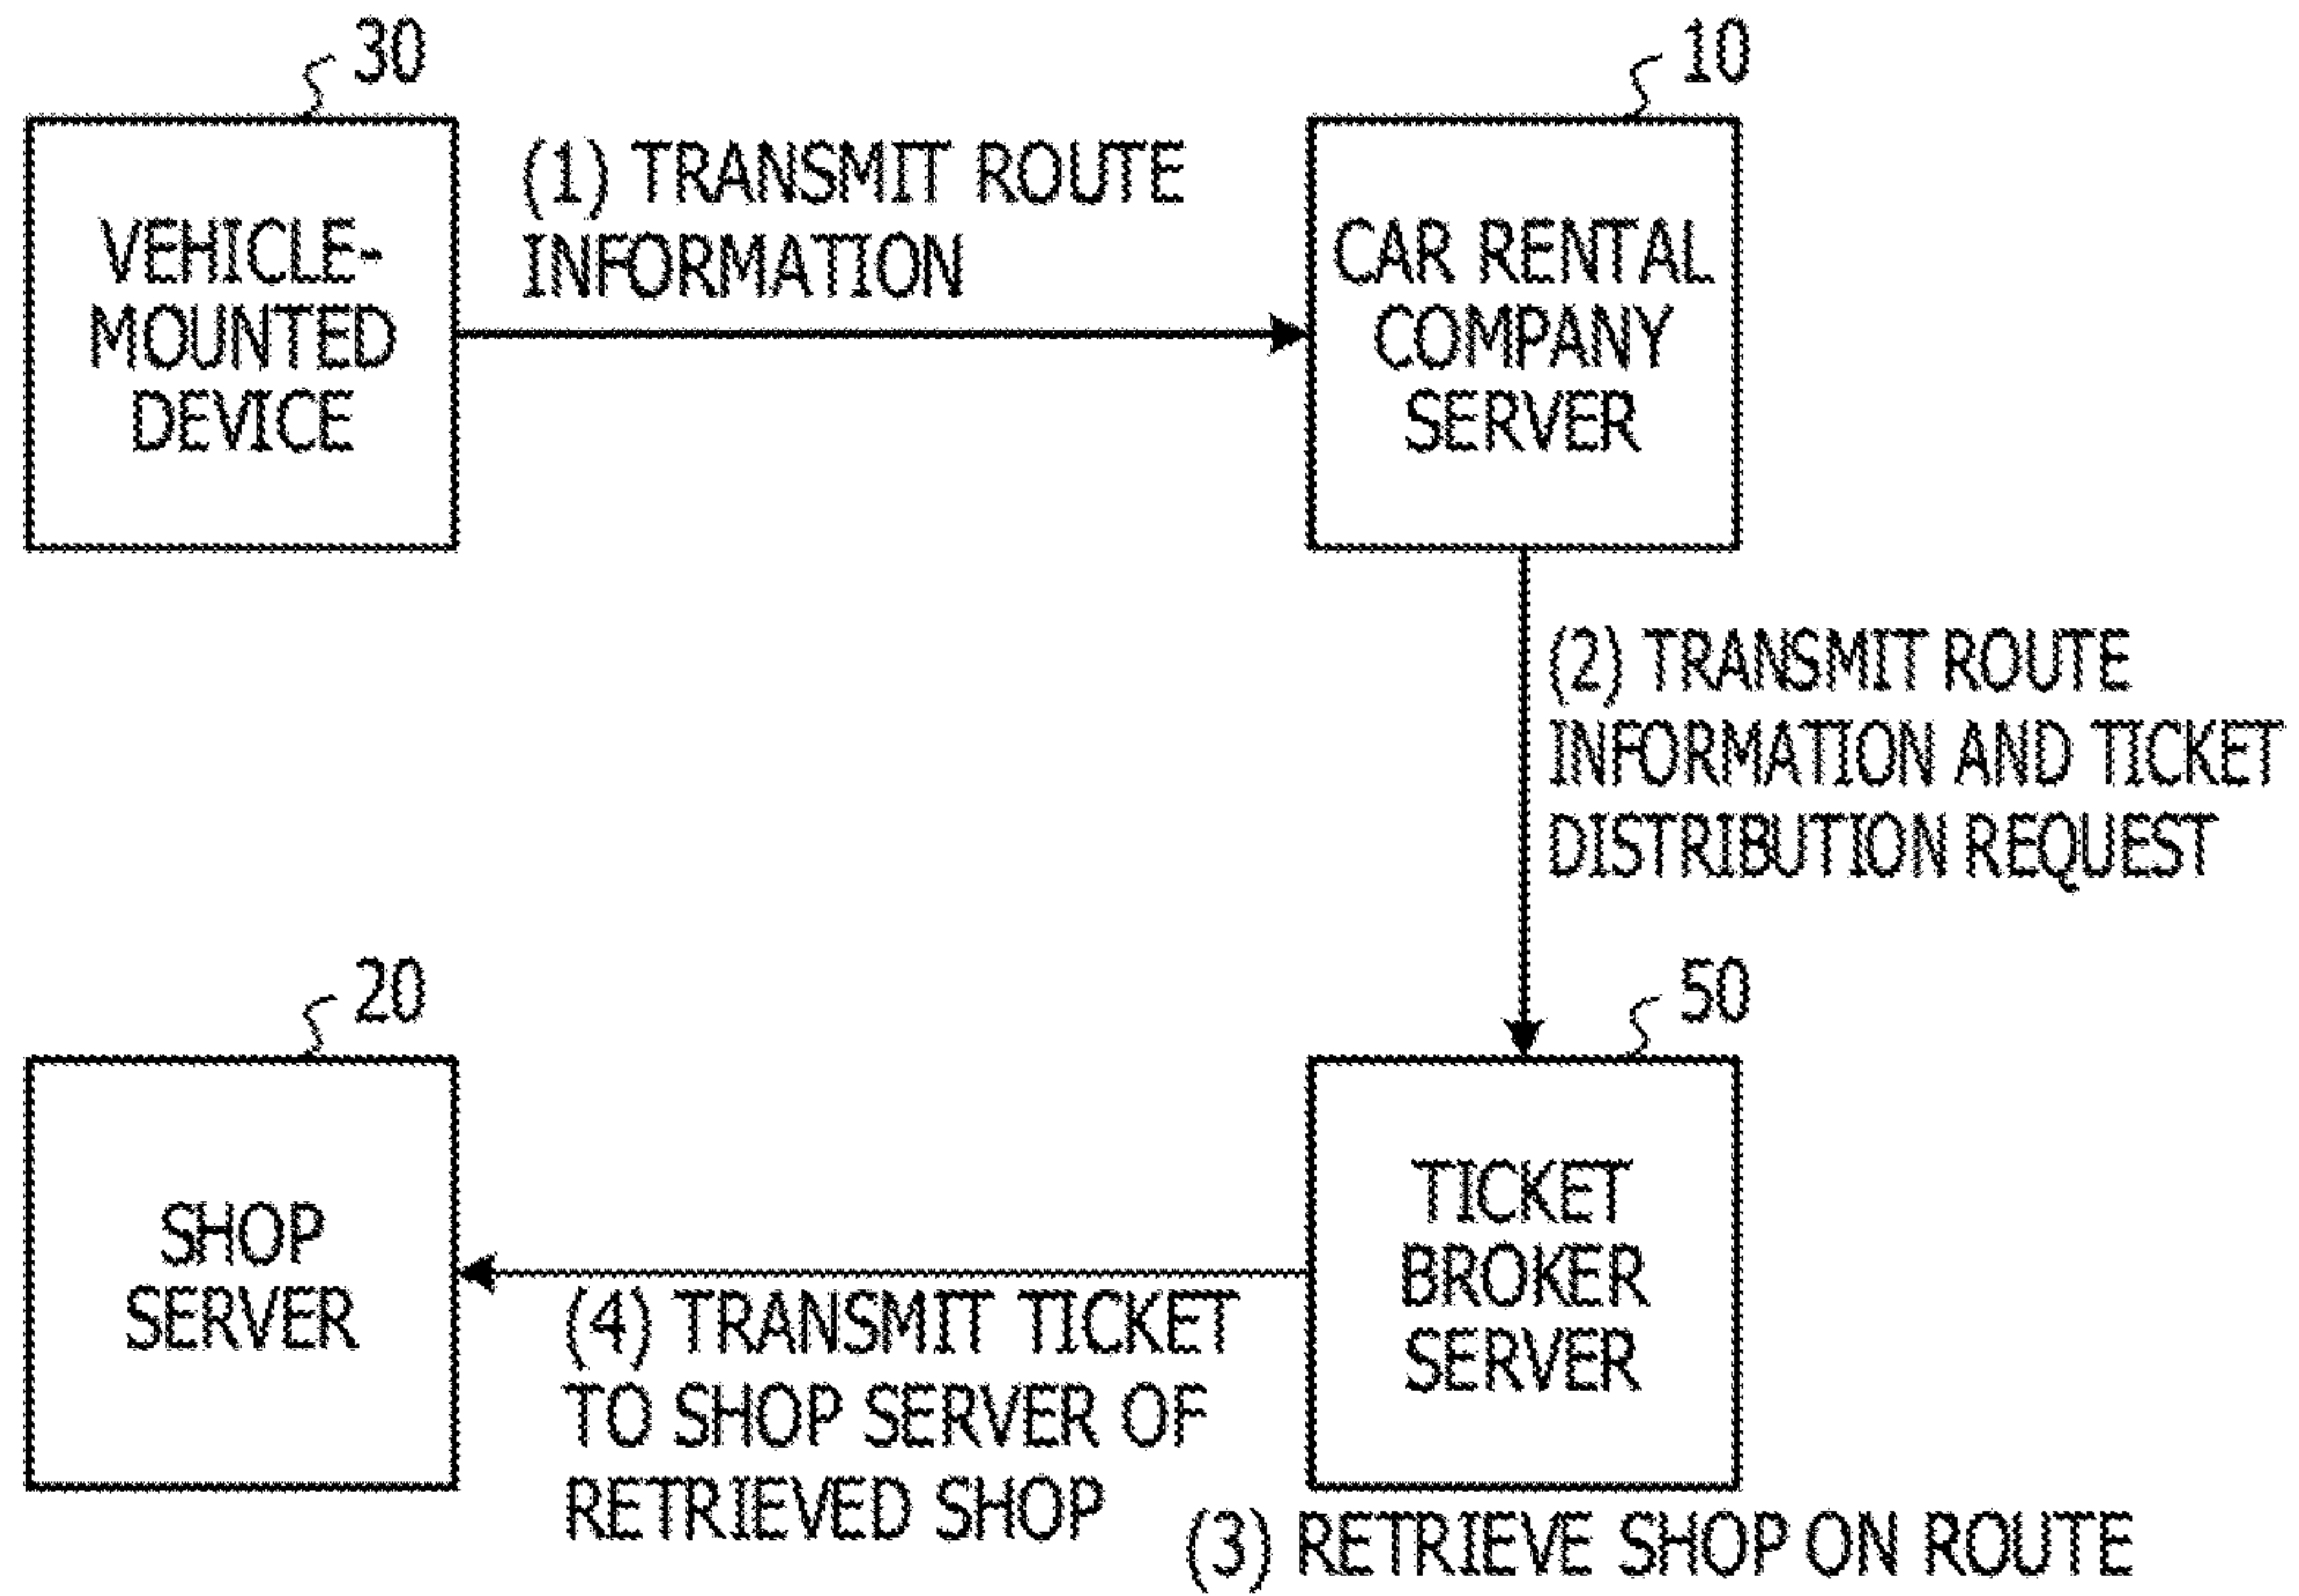 30
10
VEHICLE-
MOUNTED
DEVICE
(1) TRANSMIT ROUTE
INFORMATION
CAR RENTAL
COMPANY
SERVER
(2) TRANSMIT ROUTE
INFORMATION AND TICKET
DISTRIBUTION REQUEST
20
50
SHOP
SERVER
(4) TRANSMIT TICKET
TO SHOP SERVER OF
RETRIEVED SHOP
TICKET
BROKER
SERVER
(3) RETRIEVE SHOP ON ROUTE